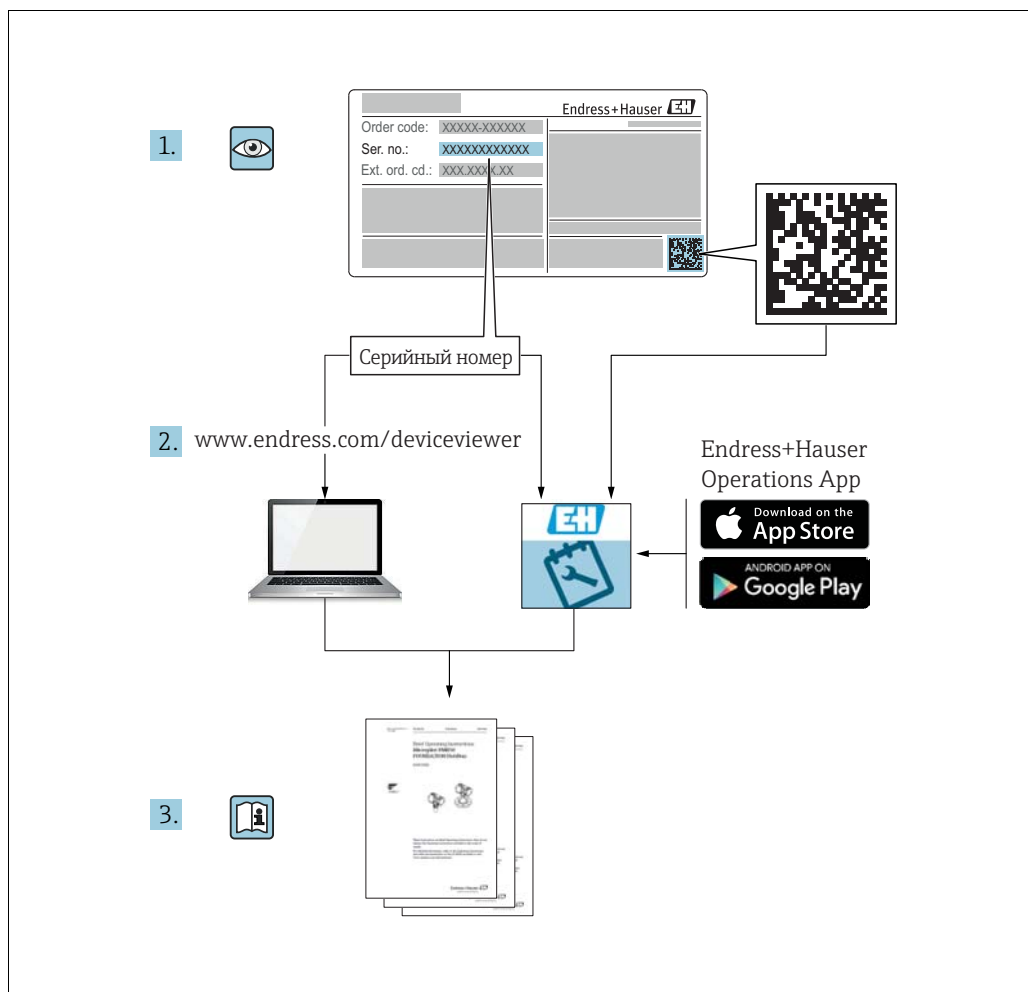 Endress+Hauser EH
Order code: XXXXX-XXXXXX
Ser. no.: XXXXXXXXXXXX
Ext. ord. cd.: XXX.XXXX.XX
1.
Серийный номер
2. www.endress.com/deviceviewer
Endress+Hauser
Operations App
Download on the
App Store
ANDROID APP ON
Google Play
EH
3.